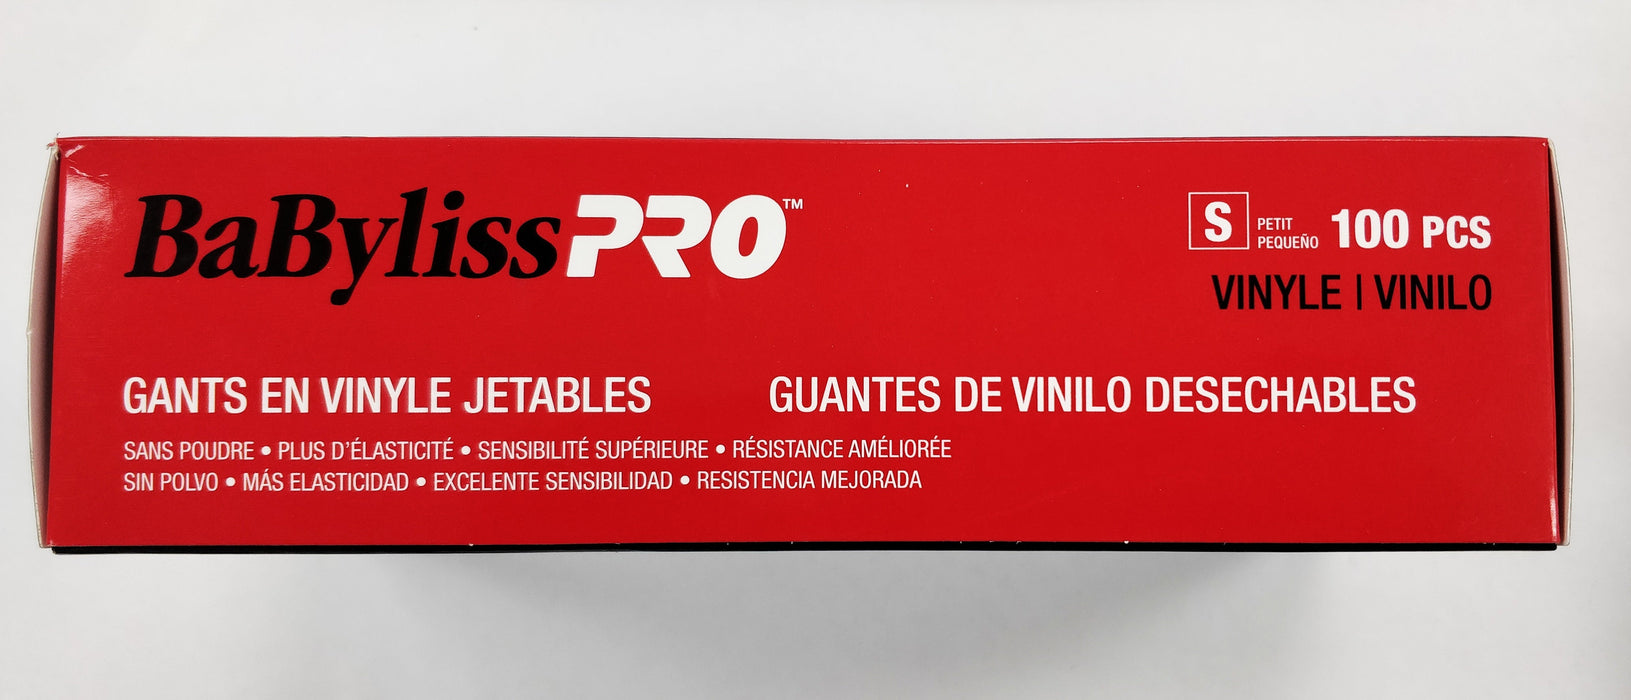 BaBylissPRO™
S PETIT PEQUEÑO 100 PCS
VINYLE | VINILO
GANTS EN VINYLE JETABLES
GUANTES DE VINILO DESECHABLES
SANS POUDRE • PLUS D'ÉLASTICITÉ • SENSIBILITÉ SUPÉRIEURE • RÉSISTANCE AMÉLIORÉE
SIN POLVO • MÁS ELASTICIDAD • EXCELENTE SENSIBILIDAD • RESISTENCIA MEJORADA